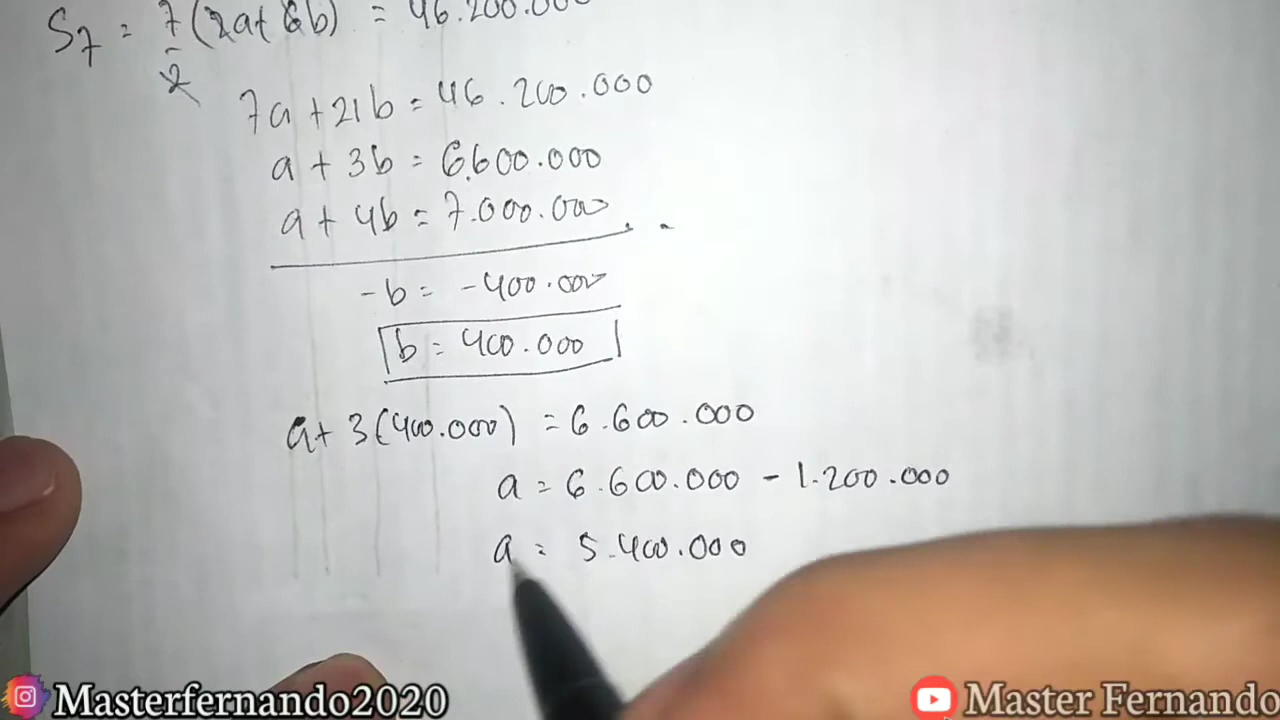 S7 = 7/2 (2a + 6b) = 46.200.000
7a + 21b = 46.200.000
a + 3b = 6.600.000
a + 4b = 7.000.000
-b = -400.000
b = 400.000
a + 3(400.000) = 6.600.000
a = 6.600.000 - 1.200.000
a = 5.400.000
Masterfernando2020
Master Fernando